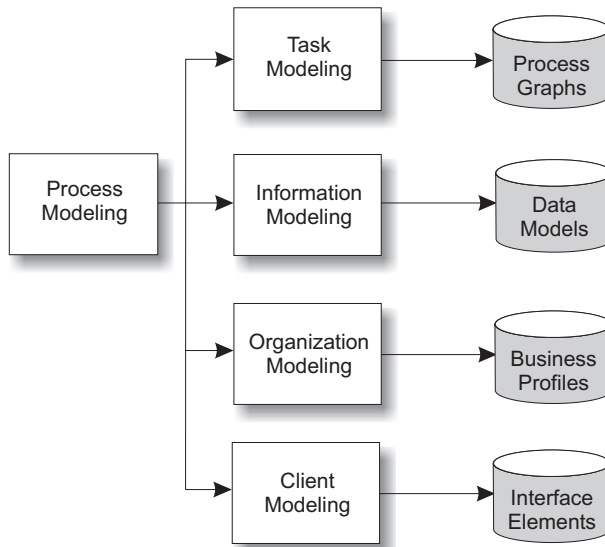 Task
Modeling
Process
Graphs
Process
Modeling
Information
Modeling
Data
Models
Organization
Modeling
Business
Profiles
Client
Modeling
Interface
Elements